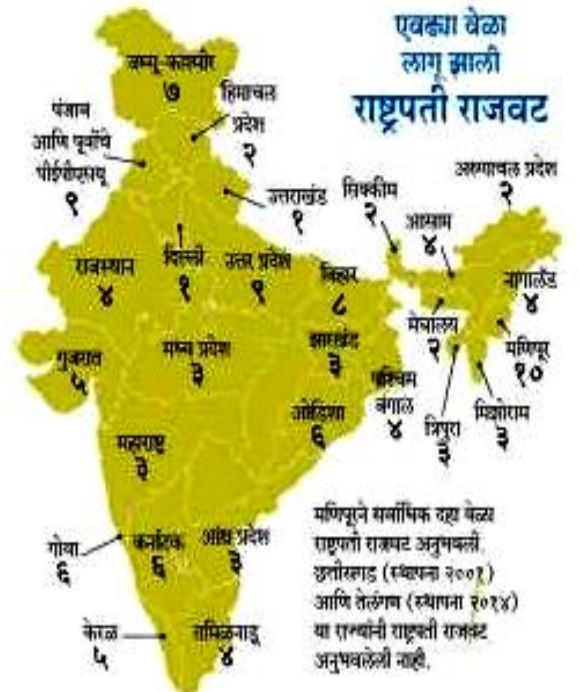 एवढ्या वेळा
लागू झाली
राष्ट्रपती राजवट
जम्मू-काश्मीर
७
हिमाचल
प्रदेश
२
पंजाब
आणि पूर्वीचे
पीईपीएसयू
९
उत्तराखंड
१
सिक्कीम
२
अरुणाचल प्रदेश
२
आसाम
४
राजस्थान
४
दिल्ली
१
उत्तर प्रदेश
९
बिहार
८
नागालँड
४
मेघालय
२
मणिपूर
१०
गुजरात
५
मध्य प्रदेश
३
झारखंड
३
पश्चिम
बंगाल
४
त्रिपुरा
३
मिझोराम
३
ओडिशा
६
महाराष्ट्र
३
गोवा
६
कर्नाटक
६
आंध्र प्रदेश
३
केरळ
५
तामिळनाडू
४
मणिपूरने सर्वाधिक दहा वेळा
राष्ट्रपती राजवट अनुभवली.
छत्तीसगड (स्थापना २००१)
आणि तेलंगण (स्थापना २०१४)
या राज्यांनी राष्ट्रपती राजवट
अनुभवलेली नाही.